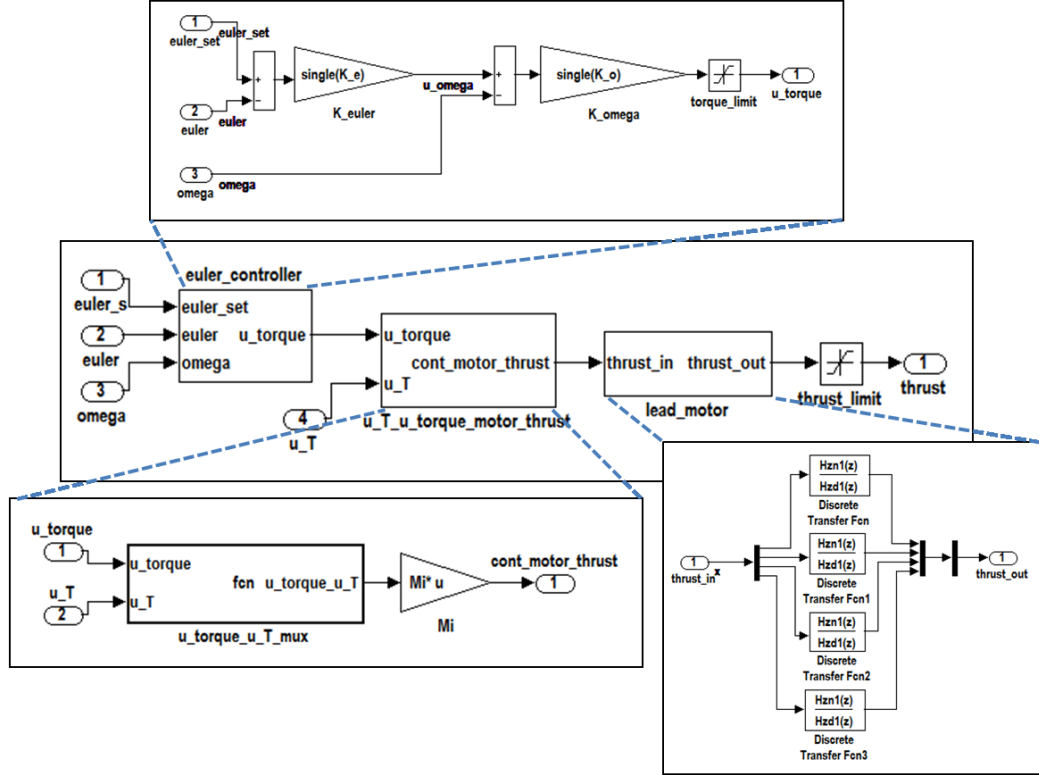 1
euler_set
euler_set
+
−
single(K_e)
K_euler
u_omega
+
−
single(K_o)
K_omega
torque_limit
1
u_torque
2
euler
euler
3
omega
omega
euler_controller
1
euler_s
2
euler
3
omega
euler_set
euler
omega
u_torque
4
u_T
u_torque
u_T
cont_motor_thrust
u_T_u_torque_motor_thrust
thrust_in
thrust_out
lead_motor
thrust_limit
1
thrust
u_torque
1
u_T
2
u_torque
u_T
fcn
u_torque_u_T
u_torque_u_T_mux
Mi* u
Mi
cont_motor_thrust
1
1
thrust_in
x
Hzn1(z)
Hzd1(z)
Discrete
Transfer Fcn
Hzn1(z)
Hzd1(z)
Discrete
Transfer Fcn1
Hzn1(z)
Hzd1(z)
Discrete
Transfer Fcn2
Hzn1(z)
Hzd1(z)
Discrete
Transfer Fcn3
1
thrust_out